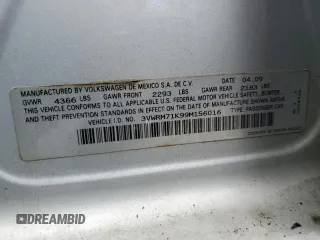 MFD BY VOLKSWAGEN DE MEXICO S.A. DE C.V. 04.09
GVWR 4366 LBS GAWR FRONT 2293 LBS GAWR REAR 2183 LBS
THIS VEHICLE CONFORMS TO ALL APPLICABLE U.S. FEDERAL MOTOR VEHICLE SAFETY, BUMPER,
AND THEFT PREVENTION STANDARDS IN EFFECT ON THE DATE OF MANUFACTURE SHOWN ABOVE.
VEHICLE I.D. NO.: 3VWRM71K99M156016 TYPE: PASSENGER CAR
DREAMBID
DREAMBID